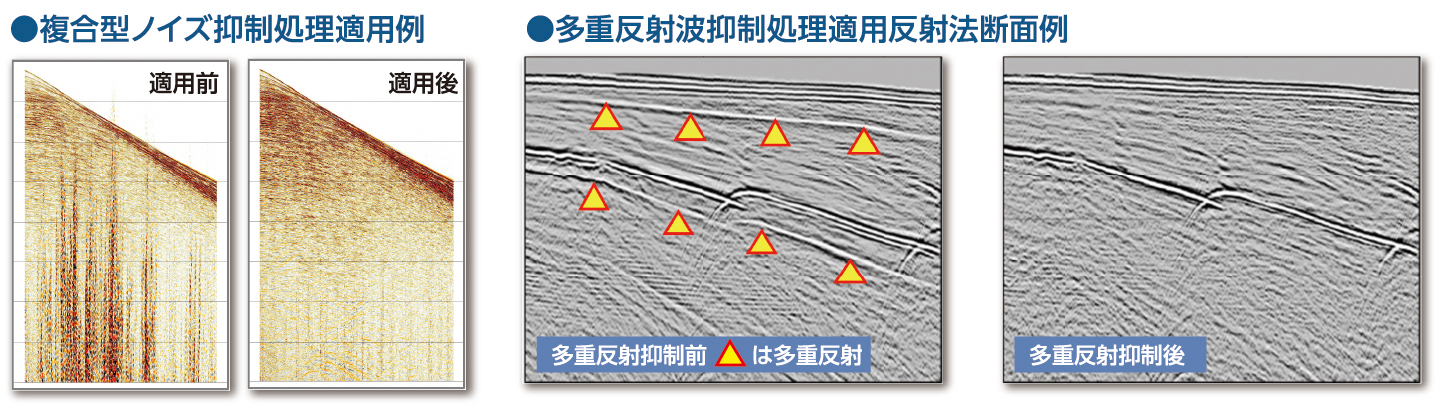 ●複合型ノイズ抑制処理適用例
適用前
適用後
●多重反射波抑制処理適用反射法断面例
多重反射抑制前 ▲は多重反射
多重反射抑制後